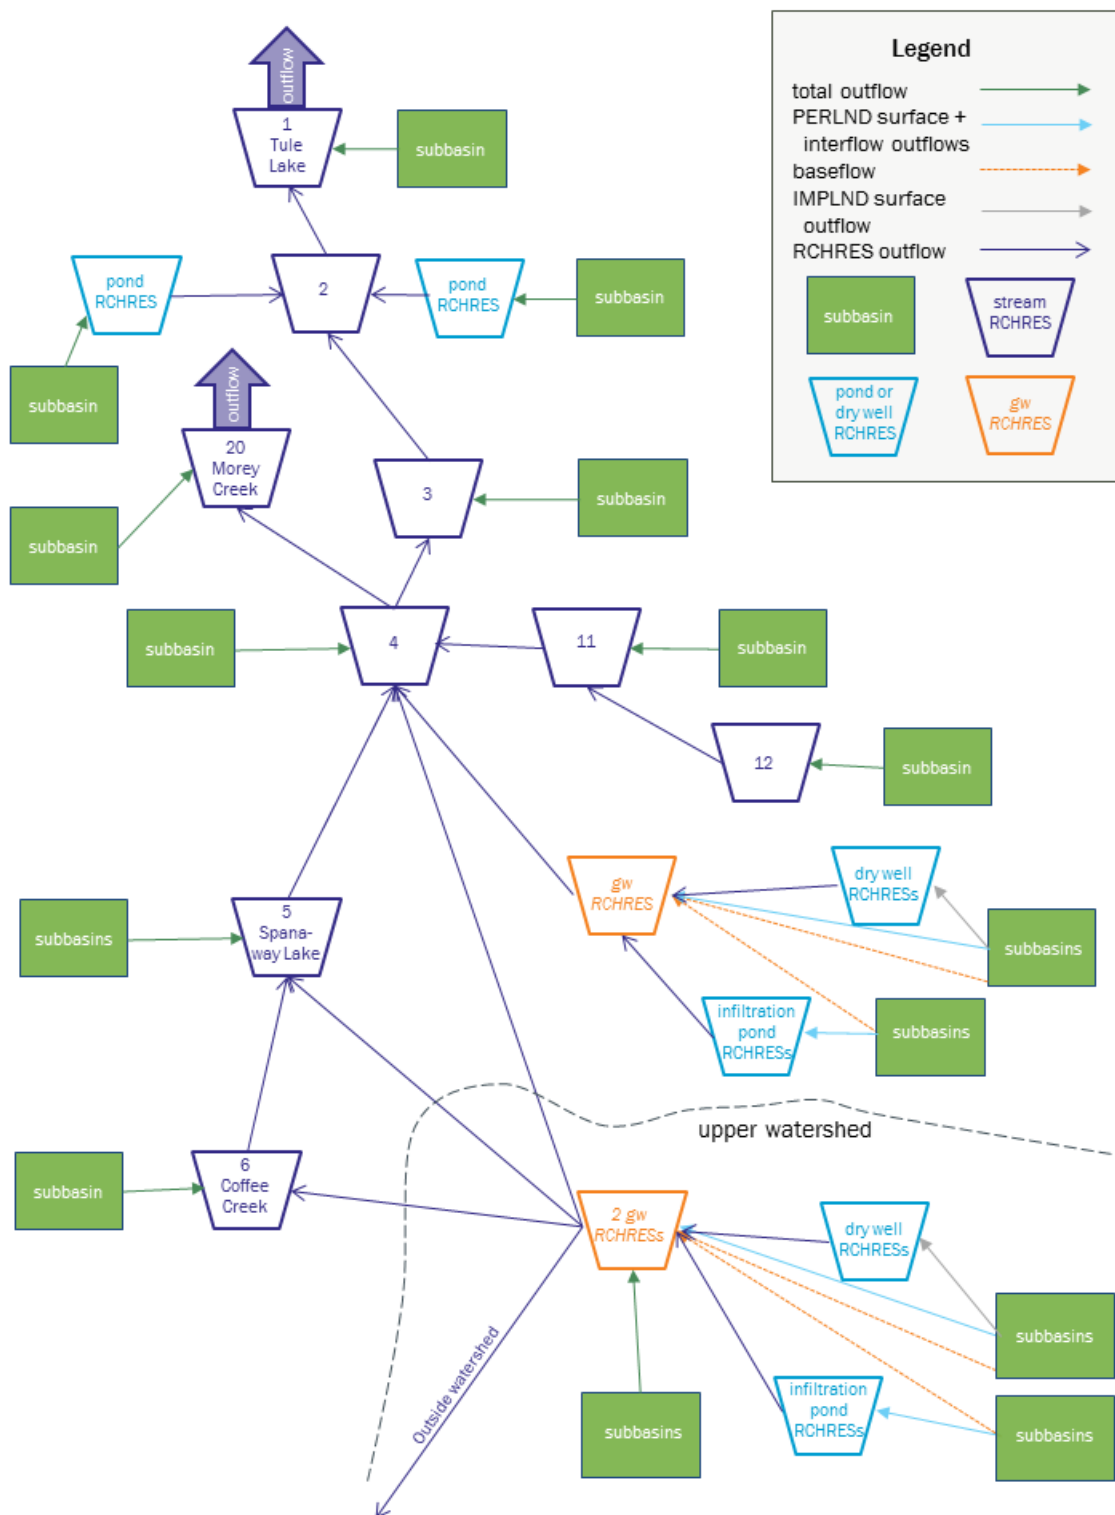 Legend
total outflow
PERLND surface +
interflow outflows
baseflow
IMPLND surface
outflow
RCHRES outflow
subbasin
stream
RCHRES
pond or
dry well
RCHRES
gw
RCHRES
outflow
1
Tule
Lake
subbasin
pond
RCHRES
2
pond
RCHRES
subbasin
subbasin
outflow
20
Morey
Creek
3
subbasin
subbasin
subbasin
4
11
subbasin
12
subbasin
subbasins
5
Spana-
way Lake
gw
RCHRES
dry well
RCHRESs
subbasins
infiltration
pond
RCHRESs
subbasins
upper watershed
subbasin
6
Coffee
Creek
2 gw
RCHRESs
dry well
RCHRESs
subbasins
Outside watershed
subbasins
infiltration
pond
RCHRESs
subbasins